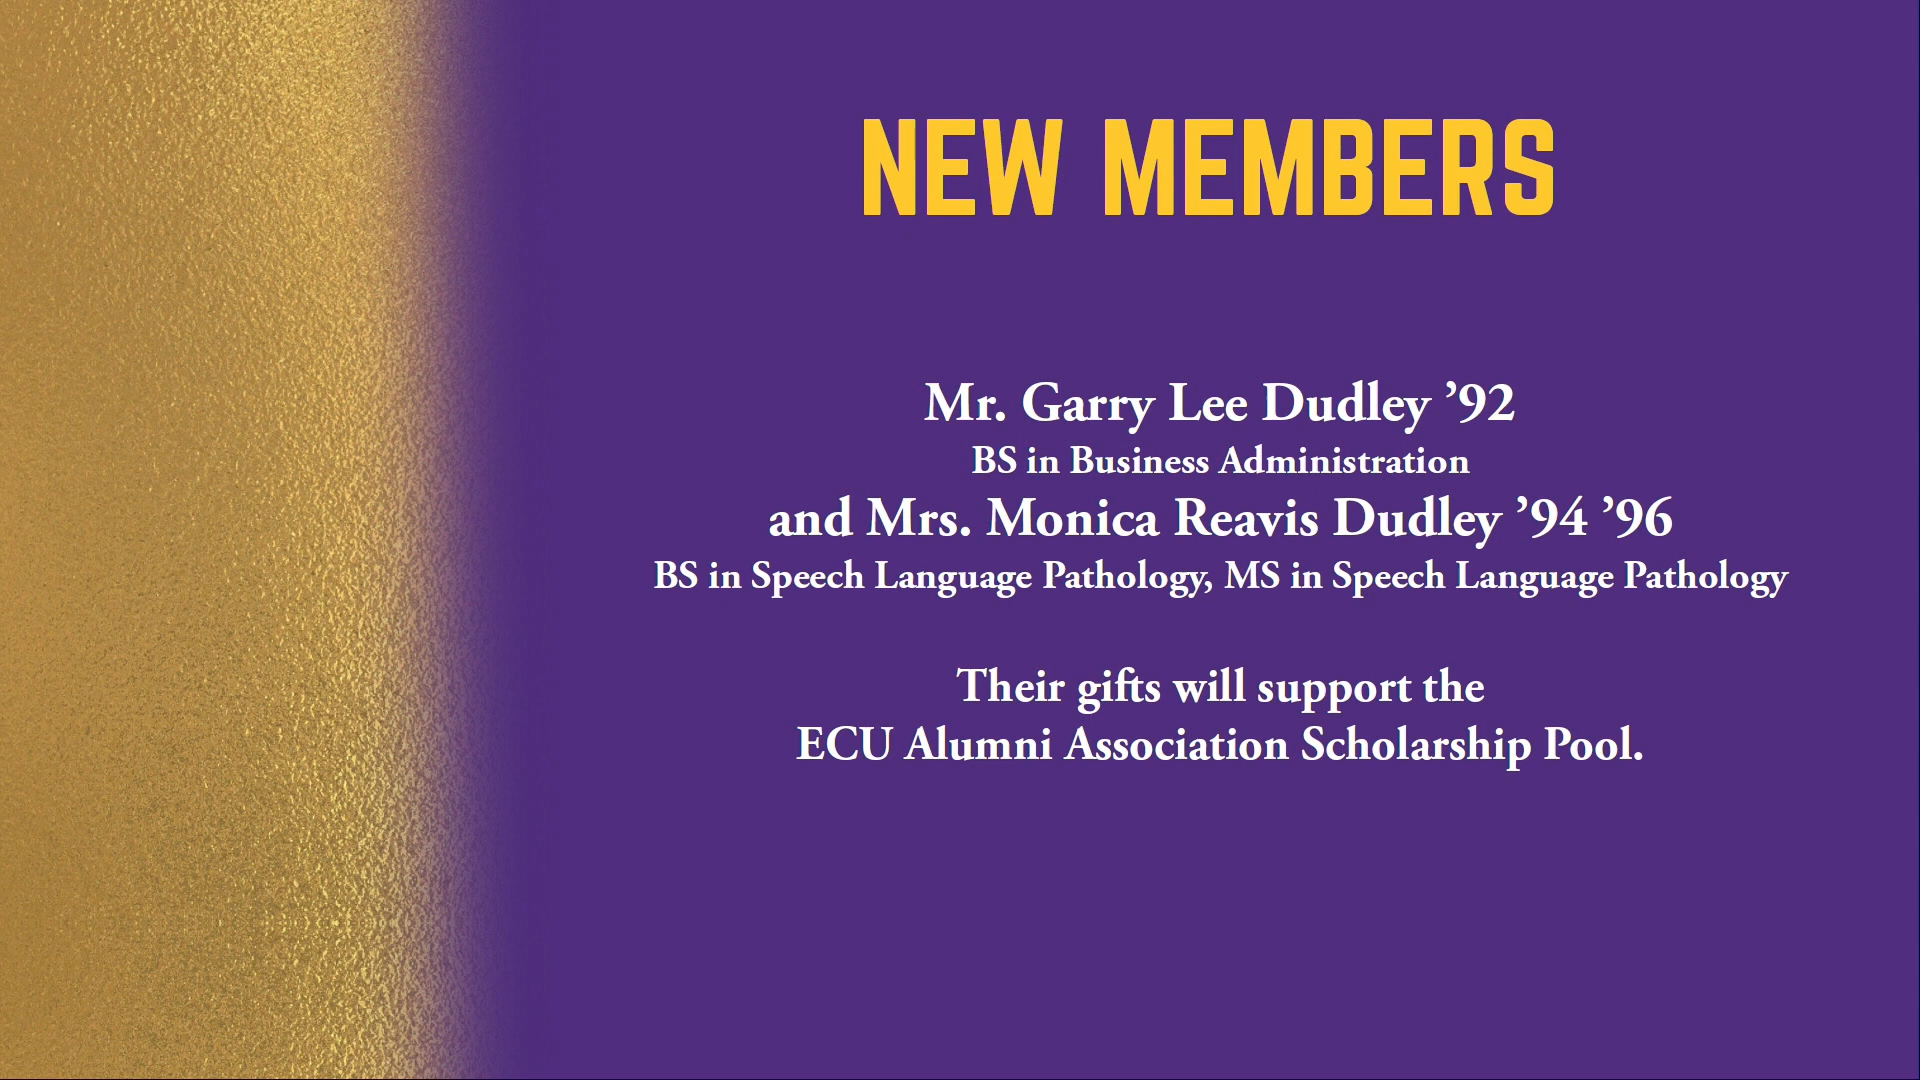 NEW MEMBERS
Mr. Garry Lee Dudley ’92
BS in Business Administration
and Mrs. Monica Reavis Dudley ’94 ’96
BS in Speech Language Pathology, MS in Speech Language Pathology
Their gifts will support the
ECU Alumni Association Scholarship Pool.